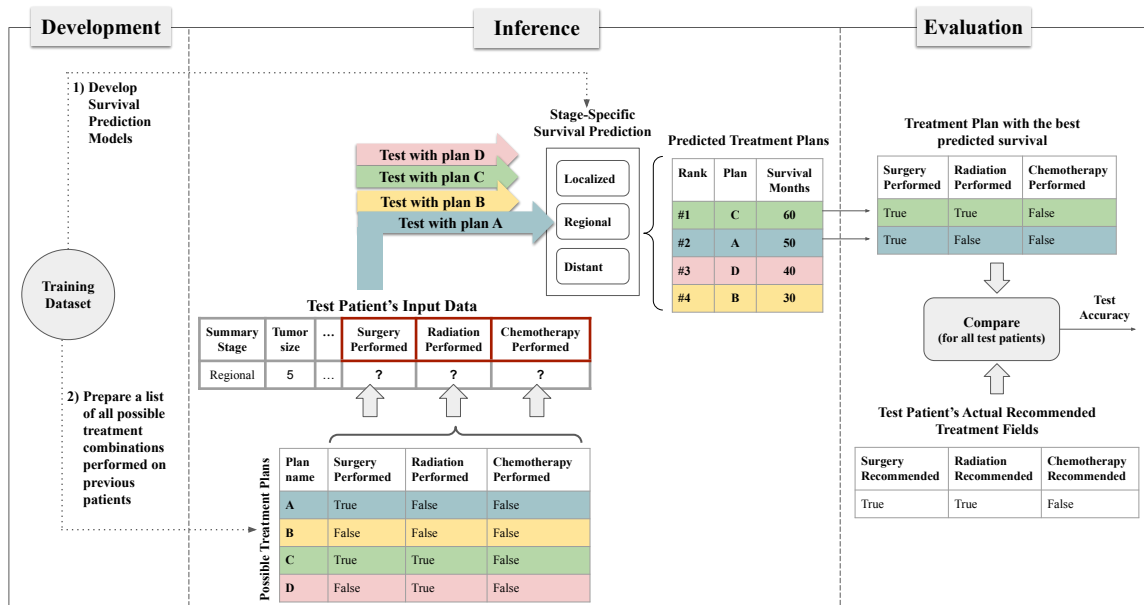 Development
Inference
Evaluation
1) Develop
Survival
Prediction
Models
Training
Dataset
2) Prepare a list
of all possible
treatment
combinations
performed on
previous
patients
Test with plan D
Test with plan C
Test with plan B
Test with plan A
Stage-Specific
Survival Prediction
Localized
Regional
Distant
Predicted Treatment Plans
Rank Plan Survival
Months
#1 C 60
#2 A 50
#3 D 40
#4 B 30
Test Patient's Input Data
Summary Stage Tumor size ... Surgery Performed Radiation Performed Chemotherapy Performed
Regional 5 ... ? ? ?
Possible Treatment Plans
Plan name Surgery Performed Radiation Performed Chemotherapy Performed
A True False False
B False False False
C True True False
D False True False
Treatment Plan with the best
predicted survival
Surgery Performed Radiation Performed Chemotherapy Performed
True True False
True False False
Compare
(for all test patients)
Test
Accuracy
Test Patient's Actual Recommended
Treatment Fields
Surgery Recommended Radiation Recommended Chemotherapy Recommended
True True False